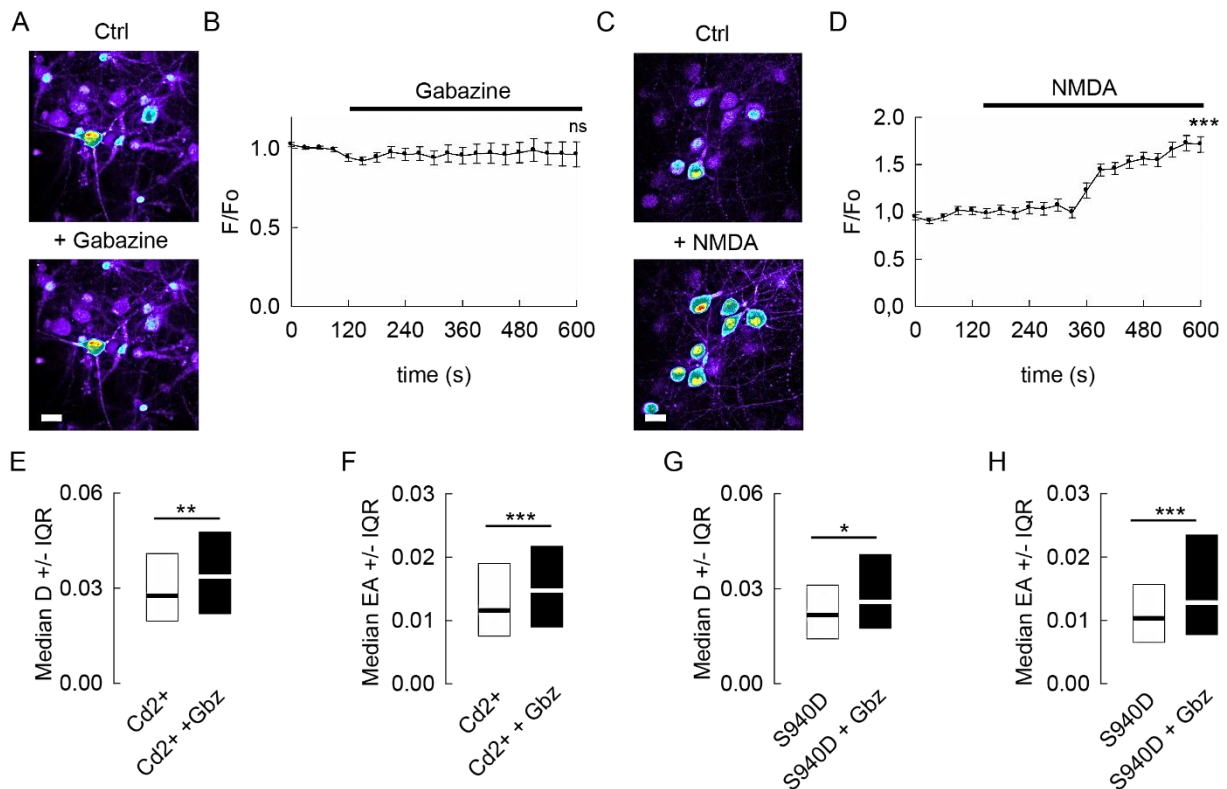 A
Ctrl
+ Gabazine
B
Gabazine
ns
1.0
0.5
0.0
F/Fo
0 120 240 360 480 600
time (s)
C
Ctrl
+ NMDA
D
NMDA
***
2.0
1.5
1,0
0.5
0.0
F/Fo
0 120 240 360 480 600
time (s)
E
0.06
0.03
0.00
Median D +/- IQR
**
Cd2+
Cd2+ +Gbz
F
0.03
0.02
0.01
0.00
Median EA +/- IQR
***
Cd2+
Cd2+ + Gbz
G
0.06
0.03
0.00
Median D +/- IQR
*
S940D
S940D + Gbz
H
0.03
0.02
0.01
0.00
Median EA +/- IQR
***
S940D
S940D + Gbz